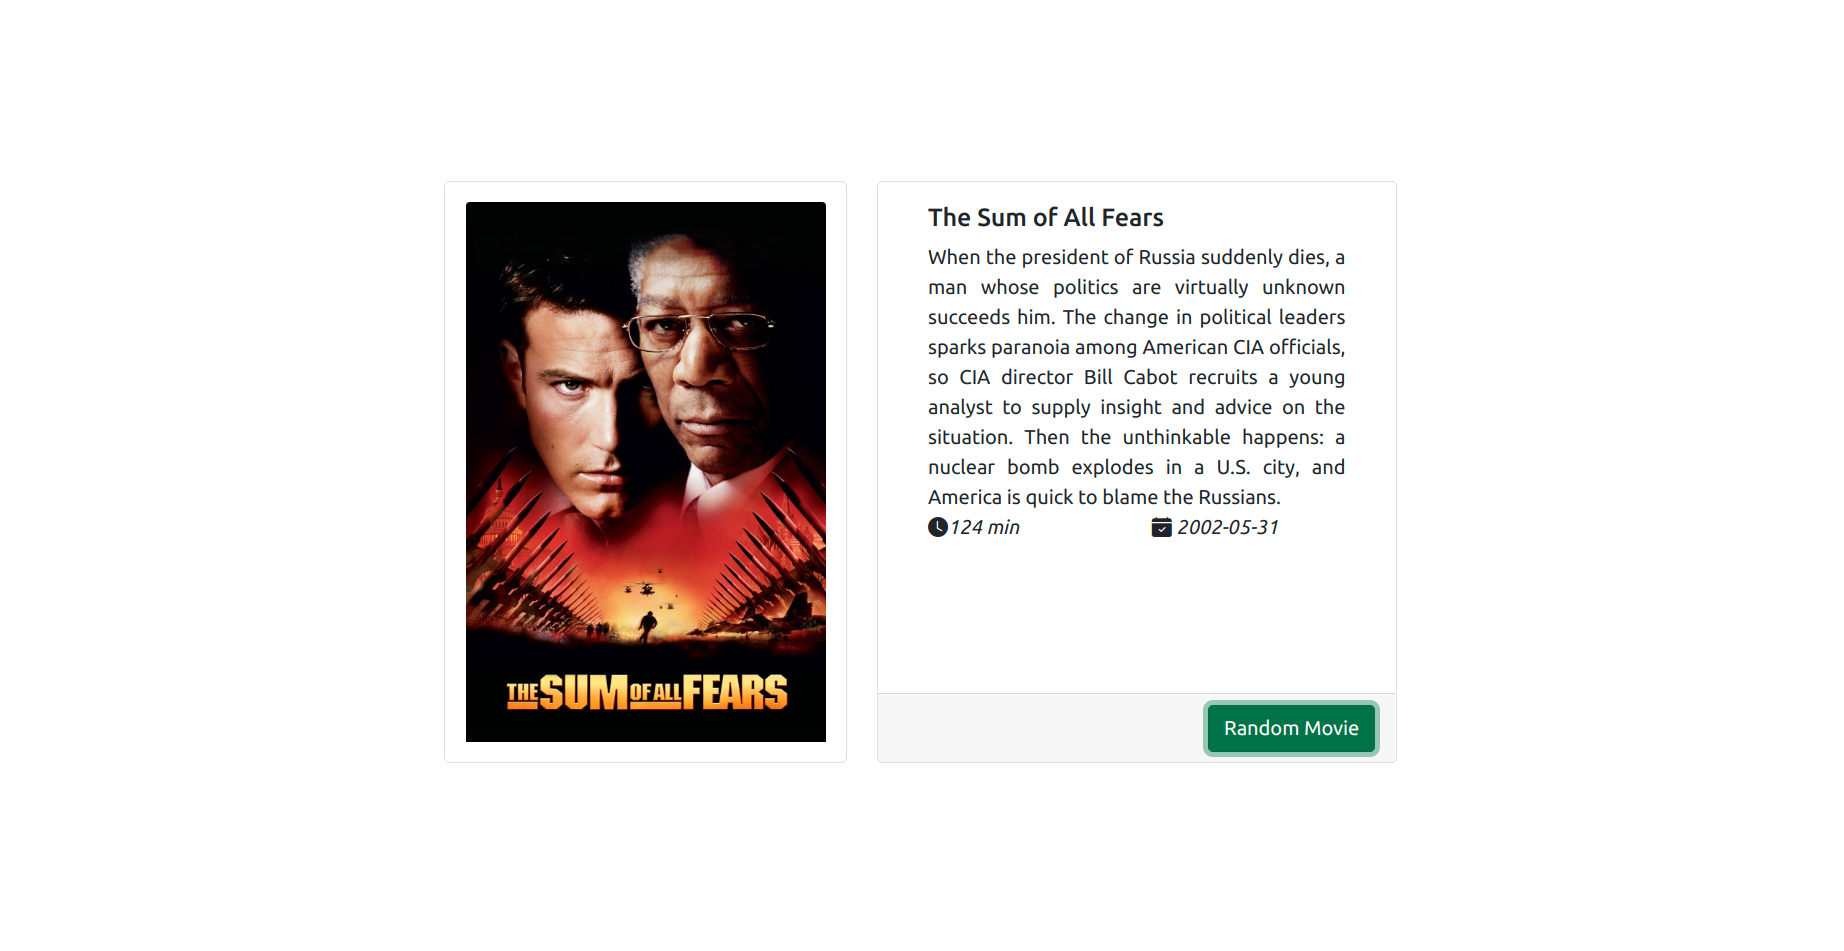 THE SUM OF ALL FEARS
The Sum of All Fears
When the president of Russia suddenly dies, a
man whose politics are virtually unknown
succeeds him. The change in political leaders
sparks paranoia among American CIA officials,
so CIA director Bill Cabot recruits a young
analyst to supply insight and advice on the
situation. Then the unthinkable happens: a
nuclear bomb explodes in a U.S. city, and
America is quick to blame the Russians.
124 min 2002-05-31
Random Movie